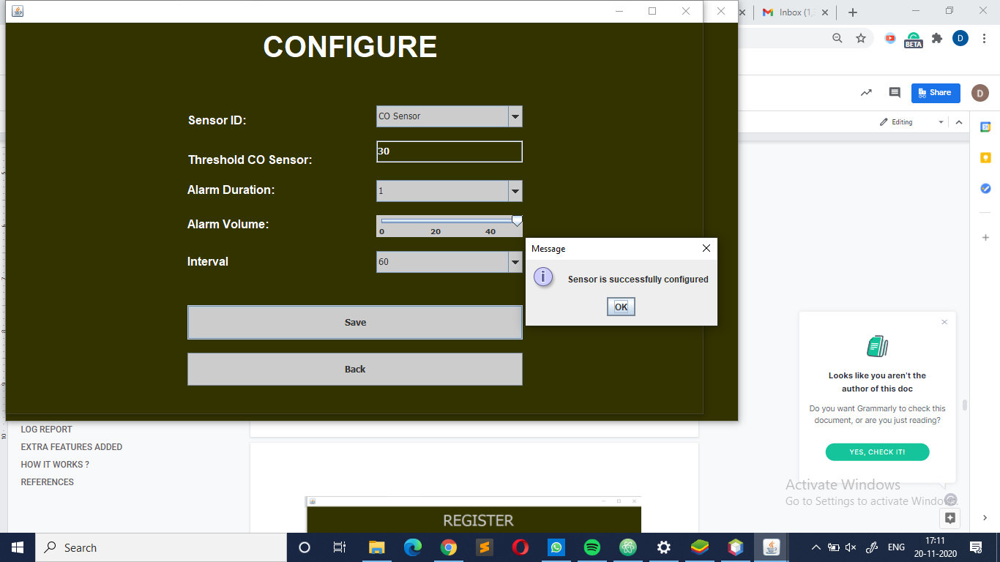 Inbox (1,
BETA
D
CONFIGURE
Share
D
Editing
Sensor ID:
CO Sensor
Threshold CO Sensor:
30
Alarm Duration:
1
Alarm Volume:
0 20 40
Interval
60
Message
Sensor is successfully configured
OK
Save
Back
Looks like you aren't the
author of this doc
Do you want Grammarly to check this
document, or are you just reading?
YES, CHECK IT!
LOG REPORT
EXTRA FEATURES ADDED
HOW IT WORKS ?
REFERENCES
REGISTER
Activate Windows
Go to Settings to activate Windows.
Search
ENG
17:11
20-11-2020